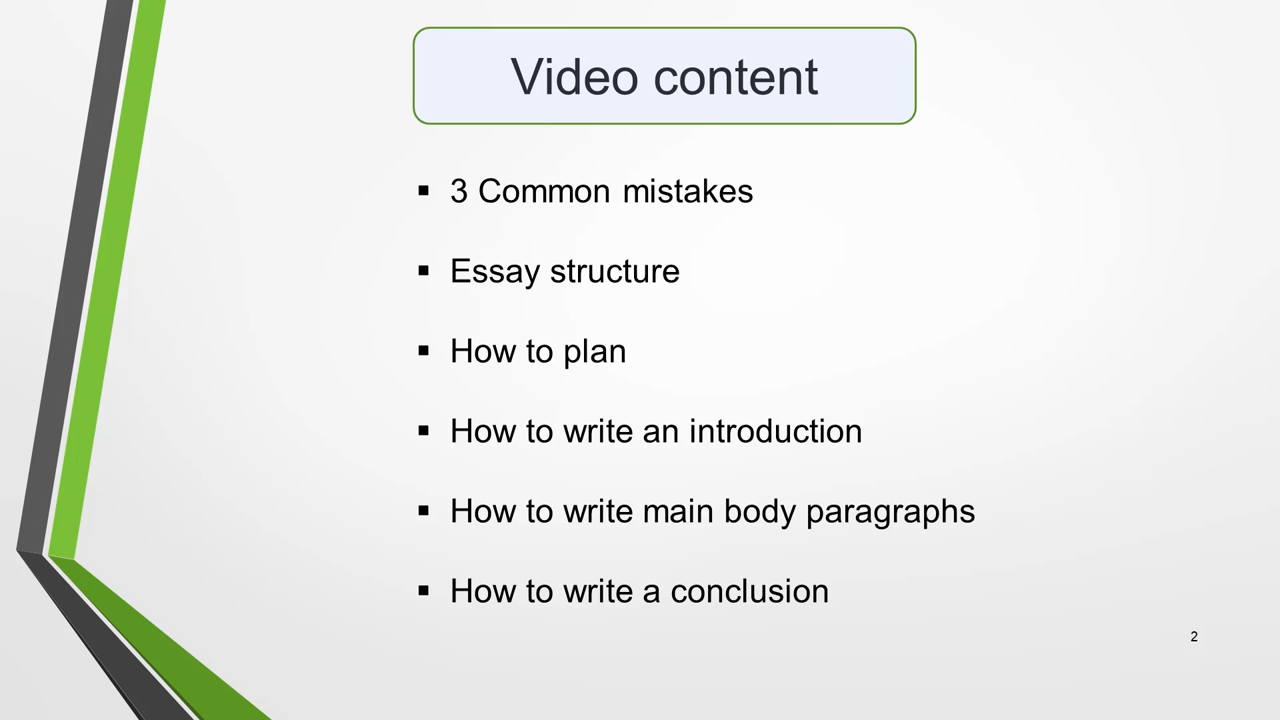 Video content
▪ 3 Common mistakes
▪ Essay structure
▪ How to plan
▪ How to write an introduction
▪ How to write main body paragraphs
▪ How to write a conclusion
2